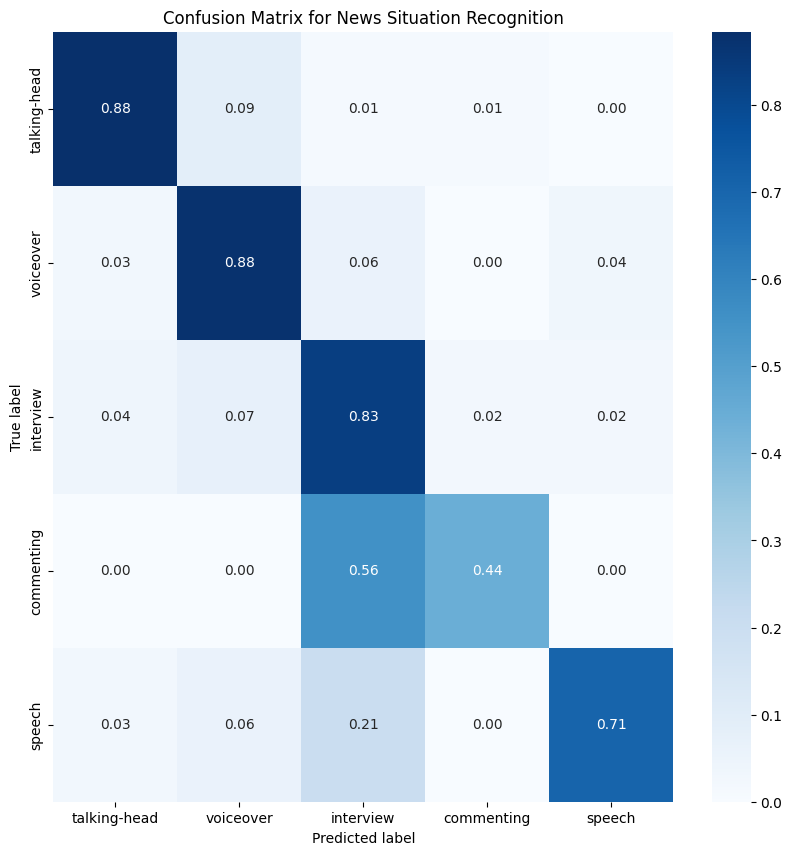 Confusion Matrix for News Situation Recognition
talking-head
0.88 0.09 0.01 0.01 0.00
voiceover
0.03 0.88 0.06 0.00 0.04
interview
0.04 0.07 0.83 0.02 0.02
commenting
0.00 0.00 0.56 0.44 0.00
speech
0.03 0.06 0.21 0.00 0.71
True label
talking-head voiceover interview commenting speech
Predicted label
0.8
0.7
0.6
0.5
0.4
0.3
0.2
0.1
0.0